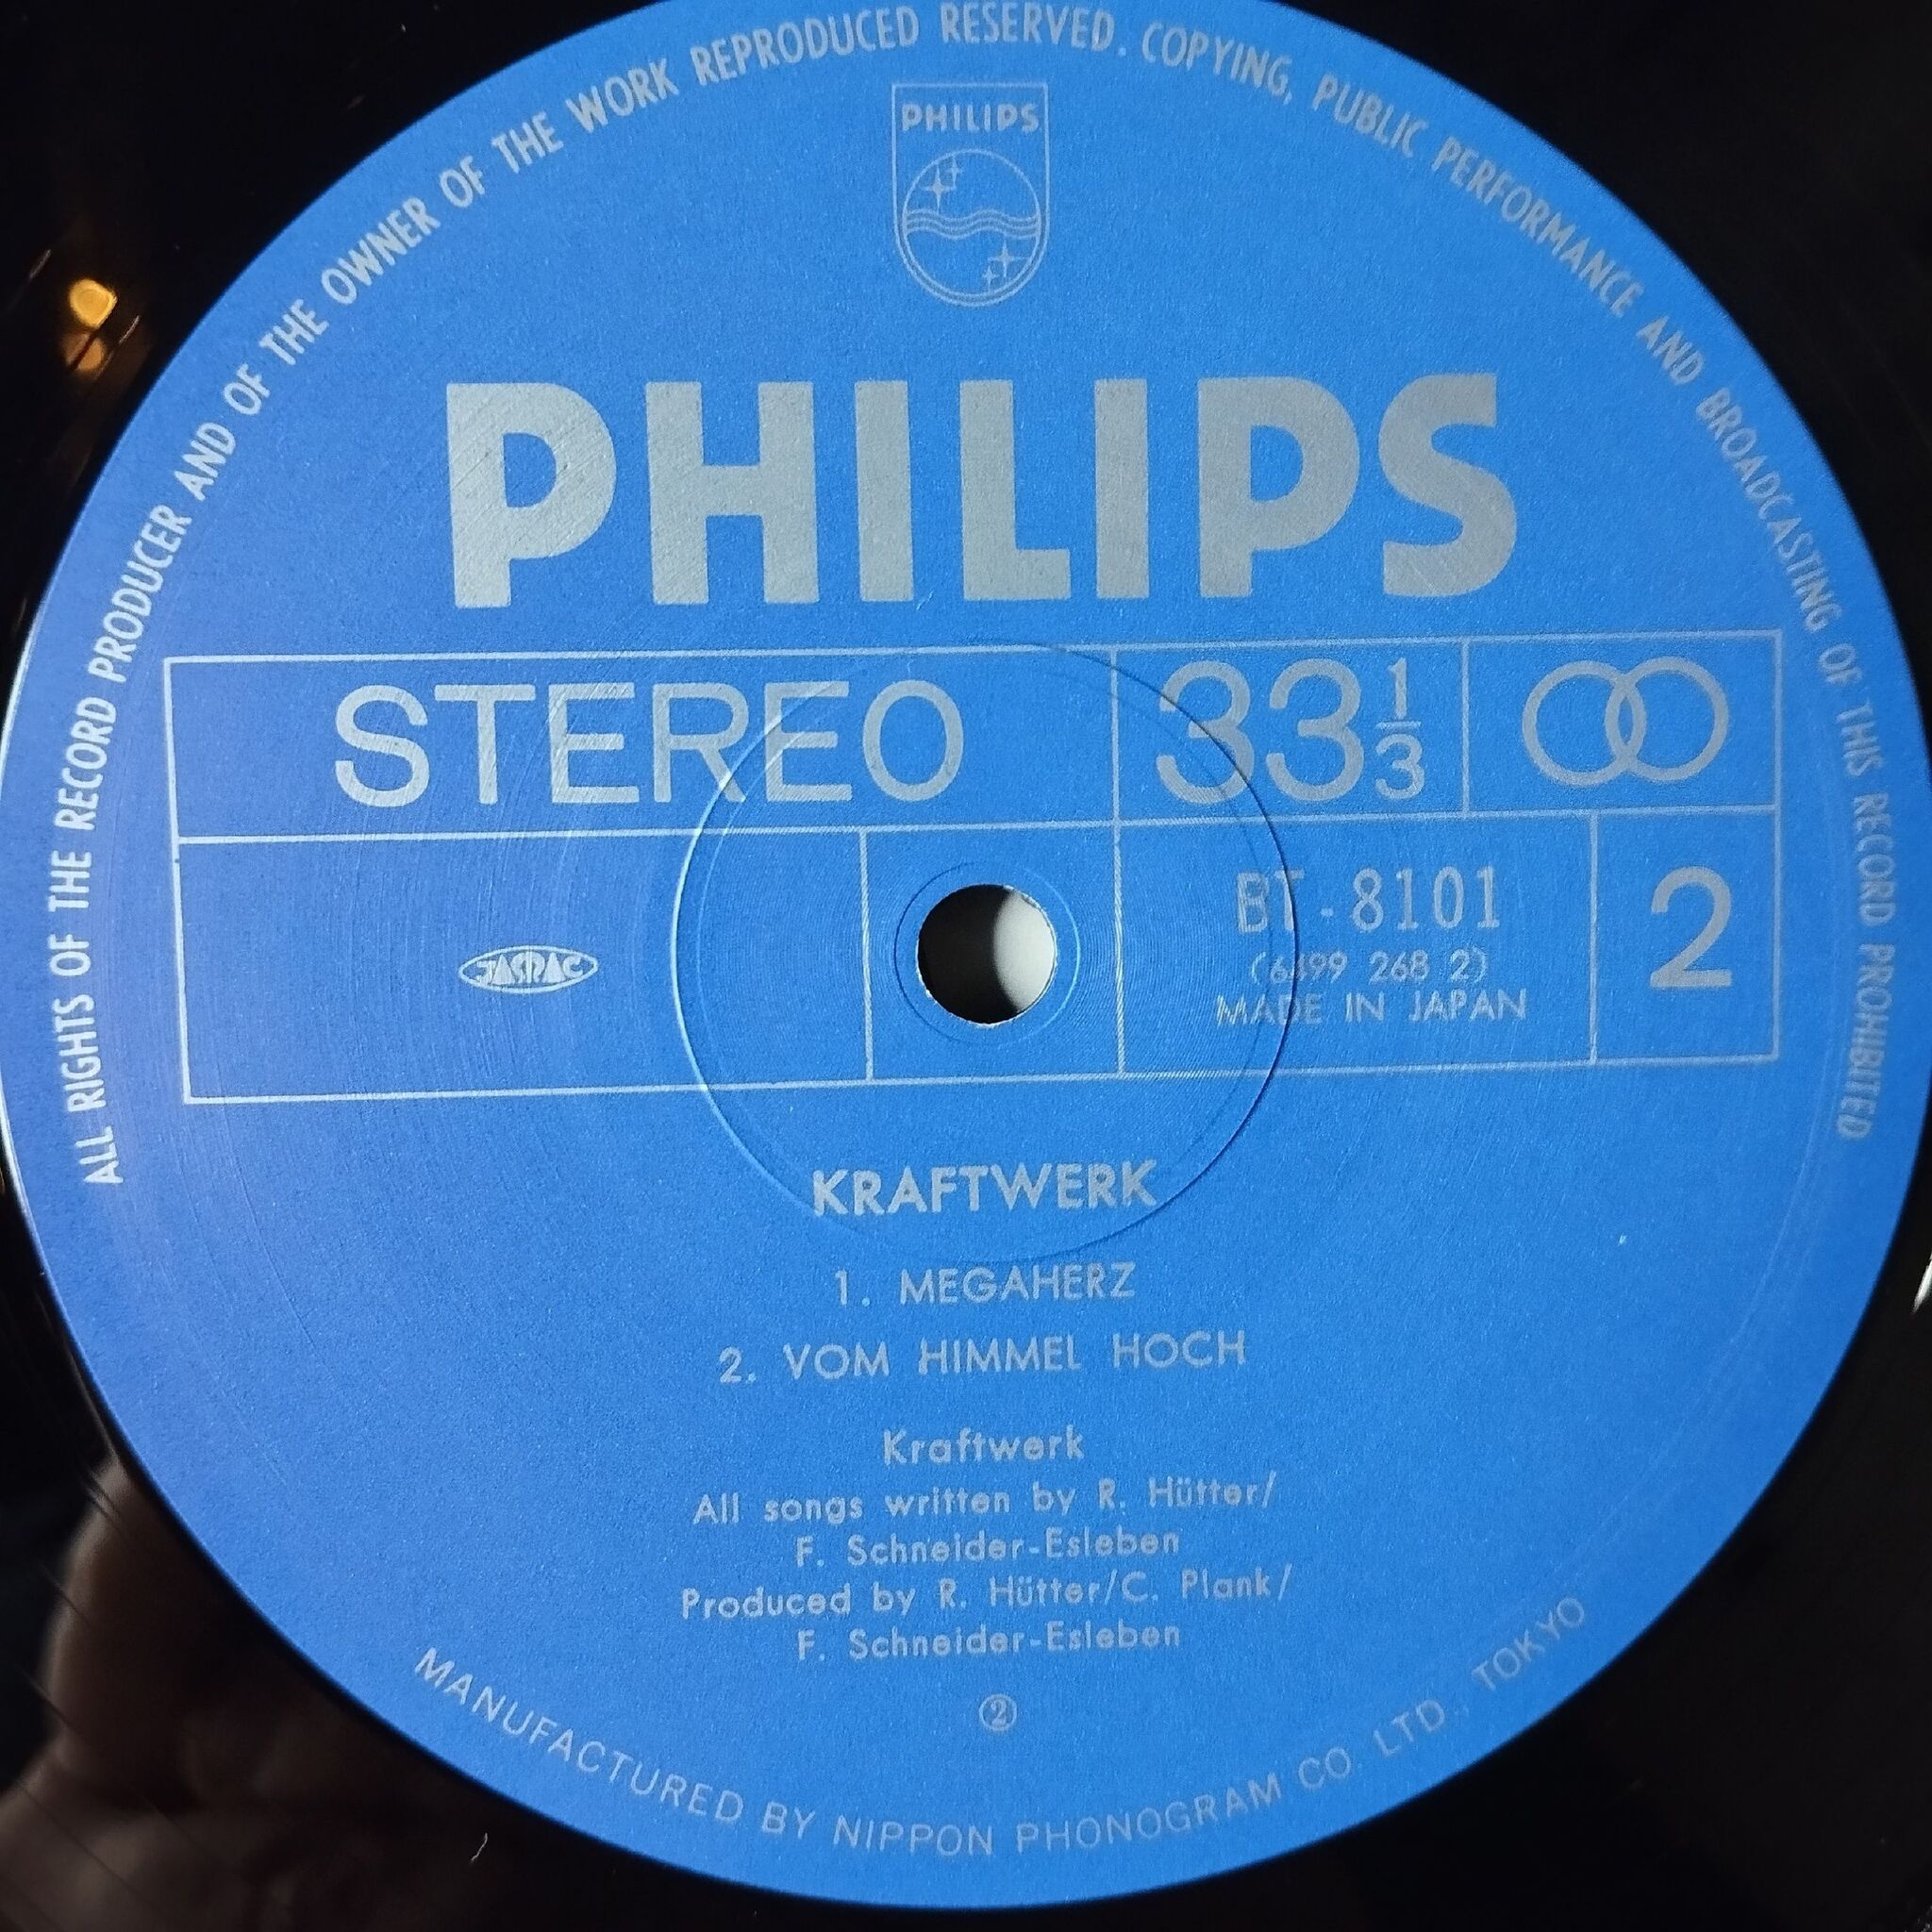 ALL RIGHTS OF THE RECORD PRODUCER AND OF THE OWNER OF THE WORK REPRODUCED RESERVED. COPYING, PUBLIC PERFORMANCE AND BROADCASTING OF THIS RECORD PROHIBITED
PHILIPS
PHILIPS
STEREO 33 1/3
JASRAC
BT-8101
(6499 268 2)
MADE IN JAPAN
2
KRAFTWERK
1. MEGAHERZ
2. VOM HIMMEL HOCH
Kraftwerk
All songs written by R. Hütter/
F. Schneider-Esleben
Produced by R. Hütter/C. Plank/
F. Schneider-Esleben
②
MANUFACTURED BY NIPPON PHONOGRAM CO. LTD., TOKYO